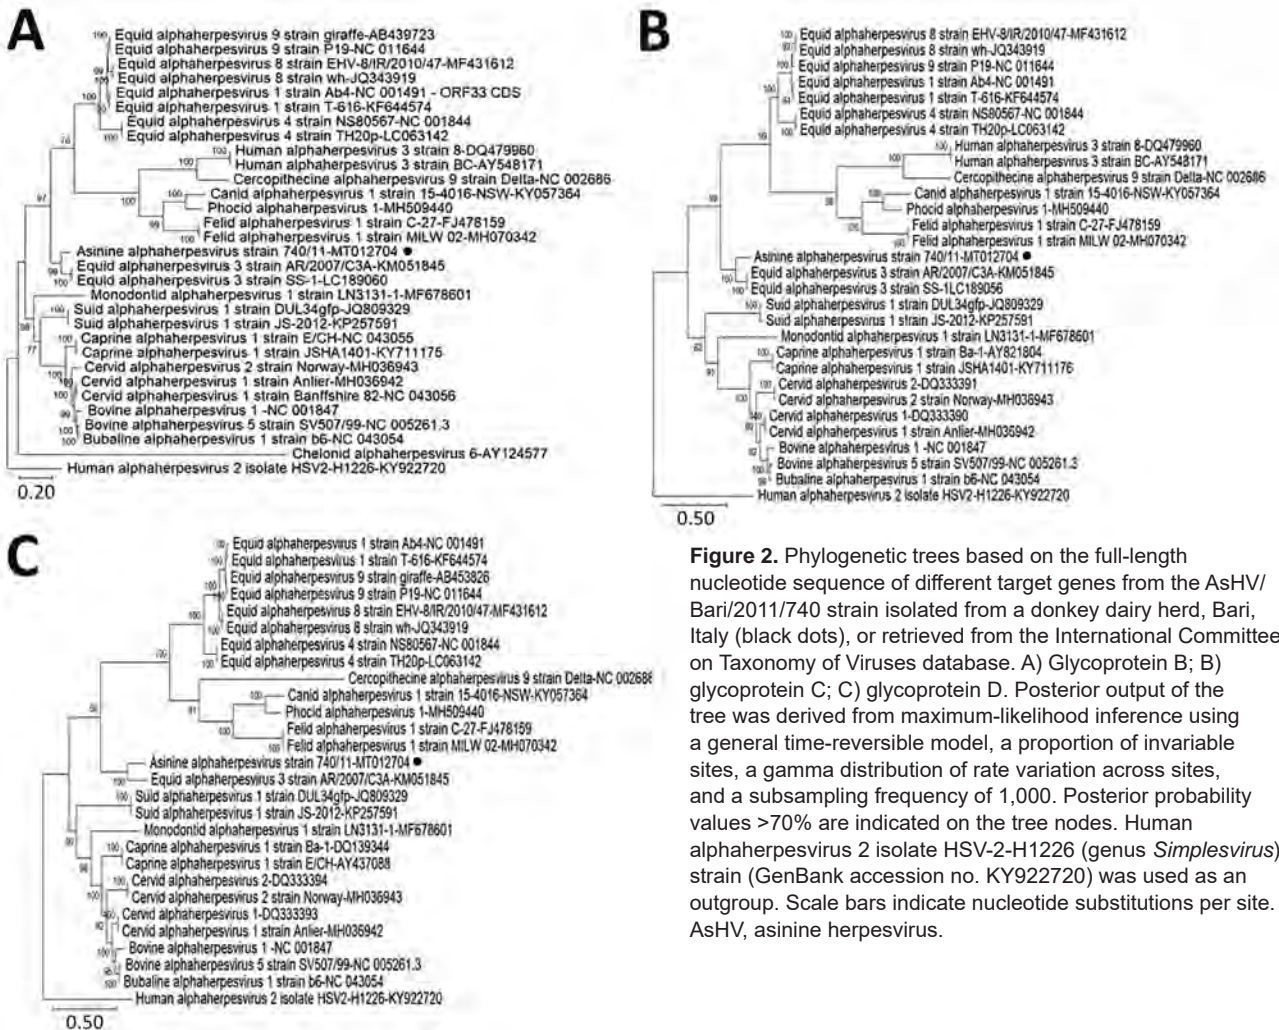 A
Equid alphaherpesvirus 9 strain giraffe-AB439723
Equid alphaherpesvirus 9 strain P19-NC 011644
Equid alphaherpesvirus 8 strain EHV-8/IR/2010/47-MF431612
Equid alphaherpesvirus 8 strain wh-JQ343919
Equid alphaherpesvirus 1 strain Ab4-NC 001491 - ORF33 CDS
Equid alphaherpesvirus 1 strain T-616-KF644574
Equid alphaherpesvirus 4 strain NS80567-NC 001844
Equid alphaherpesvirus 4 strain TH20p-LC063142
Human alphaherpesvirus 3 strain 8-DQ479960
Human alphaherpesvirus 3 strain BC-AY548171
Cercopithecine alphaherpesvirus 9 strain Delta-NC 002686
Canid alphaherpesvirus 1 strain 15-4016-NSW-KY057364
Phocid alphaherpesvirus 1-MH509440
Felid alphaherpesvirus 1 strain C-27-FJ478159
Felid alphaherpesvirus 1 strain MILW 02-MH070342
Asinine alphaherpesvirus strain 740/11-MT012704
Equid alphaherpesvirus 3 strain AR/2007/C3A-KM051845
Equid alphaherpesvirus 3 strain SS-1-LC189060
Monodontid alphaherpesvirus 1 strain LN3131-1-MF678601
Suid alphaherpesvirus 1 strain DUL34gfp-JQ809329
Suid alphaherpesvirus 1 strain JS-2012-KP257591
Caprine alphaherpesvirus 1 strain E/CH-NC 043055
Caprine alphaherpesvirus 1 strain JSHA1401-KY711176
Cervid alphaherpesvirus 2 strain Norway-MH036943
Cervid alphaherpesvirus 1 strain Anlier-MH036942
Cervid alphaherpesvirus 1 strain Banffshire 82-NC 043056
Bovine alphaherpesvirus 1 -NC 001847
Bovine alphaherpesvirus 5 strain SV507/99-NC 005261.3
Bubaline alphaherpesvirus 1 strain b6-NC 043054
Chelonid alphaherpesvirus 6-AY124577
Human alphaherpesvirus 2 isolate HSV2-H1226-KY922720
0.20
B
Equid alphaherpesvirus 8 strain EHV-8/IR/2010/47-MF431612
Equid alphaherpesvirus 8 strain wh-JQ343919
Equid alphaherpesvirus 9 strain P19-NC 011644
Equid alphaherpesvirus 1 strain Ab4-NC 001491
Equid alphaherpesvirus 1 strain T-616-KF644574
Equid alphaherpesvirus 4 strain NS80567-NC 001844
Equid alphaherpesvirus 4 strain TH20p-LC063142
Human alphaherpesvirus 3 strain 8-DQ479960
Human alphaherpesvirus 3 strain BC-AY548171
Cercopithecine alphaherpesvirus 9 strain Delta-NC 002686
Canid alphaherpesvirus 1 strain 15-4016-NSW-KY057364
Phocid alphaherpesvirus 1-MH509440
Felid alphaherpesvirus 1 strain C-27-FJ478159
Felid alphaherpesvirus 1 strain MILW 02-MH070342
Asinine alphaherpesvirus strain 740/11-MT012704
Equid alphaherpesvirus 3 strain AR/2007/C3A-KM051845
Equid alphaherpesvirus 3 strain SS-1LC189056
Suid alphaherpesvirus 1 strain DUL34gfp-JQ809329
Suid alphaherpesvirus 1 strain JS-2012-KP257591
Monodontid alphaherpesvirus 1 strain LN3131-1-MF678601
Caprine alphaherpesvirus 1 strain Ba-1-AY821804
Caprine alphaherpesvirus 1 strain JSHA1401-KY711176
Cervid alphaherpesvirus 2-DQ333391
Cervid alphaherpesvirus 2 strain Norway-MH036943
Cervid alphaherpesvirus 1-DQ333390
Cervid alphaherpesvirus 1 strain Anlier-MH036942
Bovine alphaherpesvirus 1 -NC 001847
Bovine alphaherpesvirus 5 strain SV507/99-NC 005261.3
Bubaline alphaherpesvirus 1 strain b6-NC 043054
Human alphaherpesvirus 2 isolate HSV2-H1226-KY922720
0.50
C
Equid alphaherpesvirus 1 strain Ab4-NC 001491
Equid alphaherpesvirus 1 strain T-616-KF644574
Equid alphaherpesvirus 9 strain giraffe-AB453826
Equid alphaherpesvirus 9 strain P19-NC 011644
Equid alphaherpesvirus 8 strain EHV-8/IR/2010/47-MF431612
Equid alphaherpesvirus 8 strain wh-JQ343919
Equid alphaherpesvirus 4 strain NS80567-NC 001844
Equid alphaherpesvirus 4 strain TH20p-LC063142
Cercopithecine alphaherpesvirus 9 strain Delta-NC 002686
Canid alphaherpesvirus 1 strain 15-4016-NSW-KY057364
Phocid alphaherpesvirus 1-MH509440
Felid alphaherpesvirus 1 strain C-27-FJ478159
Felid alphaherpesvirus 1 strain MILW 02-MH070342
Asinine alphaherpesvirus strain 740/11-MT012704
Equid alphaherpesvirus 3 strain AR/2007/C3A-KM051845
Suid alphaherpesvirus 1 strain DUL34gfp-JQ809329
Suid alphaherpesvirus 1 strain JS-2012-KP257591
Monodontid alphaherpesvirus 1 strain LN3131-1-MF678601
Caprine alphaherpesvirus 1 strain Ba-1-DQ139344
Caprine alphaherpesvirus 1 strain E/CH-AY437088
Cervid alphaherpesvirus 2-DQ333394
Cervid alphaherpesvirus 2 strain Norway-MH036943
Cervid alphaherpesvirus 1-DQ333393
Cervid alphaherpesvirus 1 strain Anlier-MH036942
Bovine alphaherpesvirus 1 -NC 001847
Bovine alphaherpesvirus 5 strain SV507/99-NC 005261.3
Bubaline alphaherpesvirus 1 strain b6-NC 043054
Human alphaherpesvirus 2 isolate HSV2-H1226-KY922720
0.50
Figure 2. Phylogenetic trees based on the full-length
nucleotide sequence of different target genes from the AsHV/
Bari/2011/740 strain isolated from a donkey dairy herd, Bari,
Italy (black dots), or retrieved from the International Committee
on Taxonomy of Viruses database. A) Glycoprotein B; B)
glycoprotein C; C) glycoprotein D. Posterior output of the
tree was derived from maximum-likelihood inference using
a general time-reversible model, a proportion of invariable
sites, a gamma distribution of rate variation across sites,
and a subsampling frequency of 1,000. Posterior probability
values >70% are indicated on the tree nodes. Human
alphaherpesvirus 2 isolate HSV-2-H1226 (genus Simplesvirus)
strain (GenBank accession no. KY922720) was used as an
outgroup. Scale bars indicate nucleotide substitutions per site.
AsHV, asinine herpesvirus.